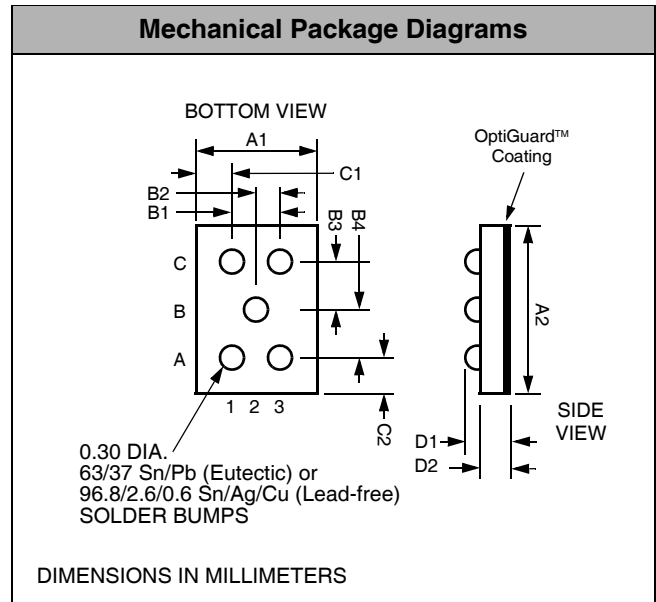 Mechanical Package Diagrams
BOTTOM VIEW
A1
C1
B2
B1
B3
B4
C
B
A
1 2 3
C2
0.30 DIA.
63/37 Sn/Pb (Eutectic) or
96.8/2.6/0.6 Sn/Ag/Cu (Lead-free)
SOLDER BUMPS
OptiGuard™
Coating
A2
SIDE
VIEW
D1
D2
DIMENSIONS IN MILLIMETERS